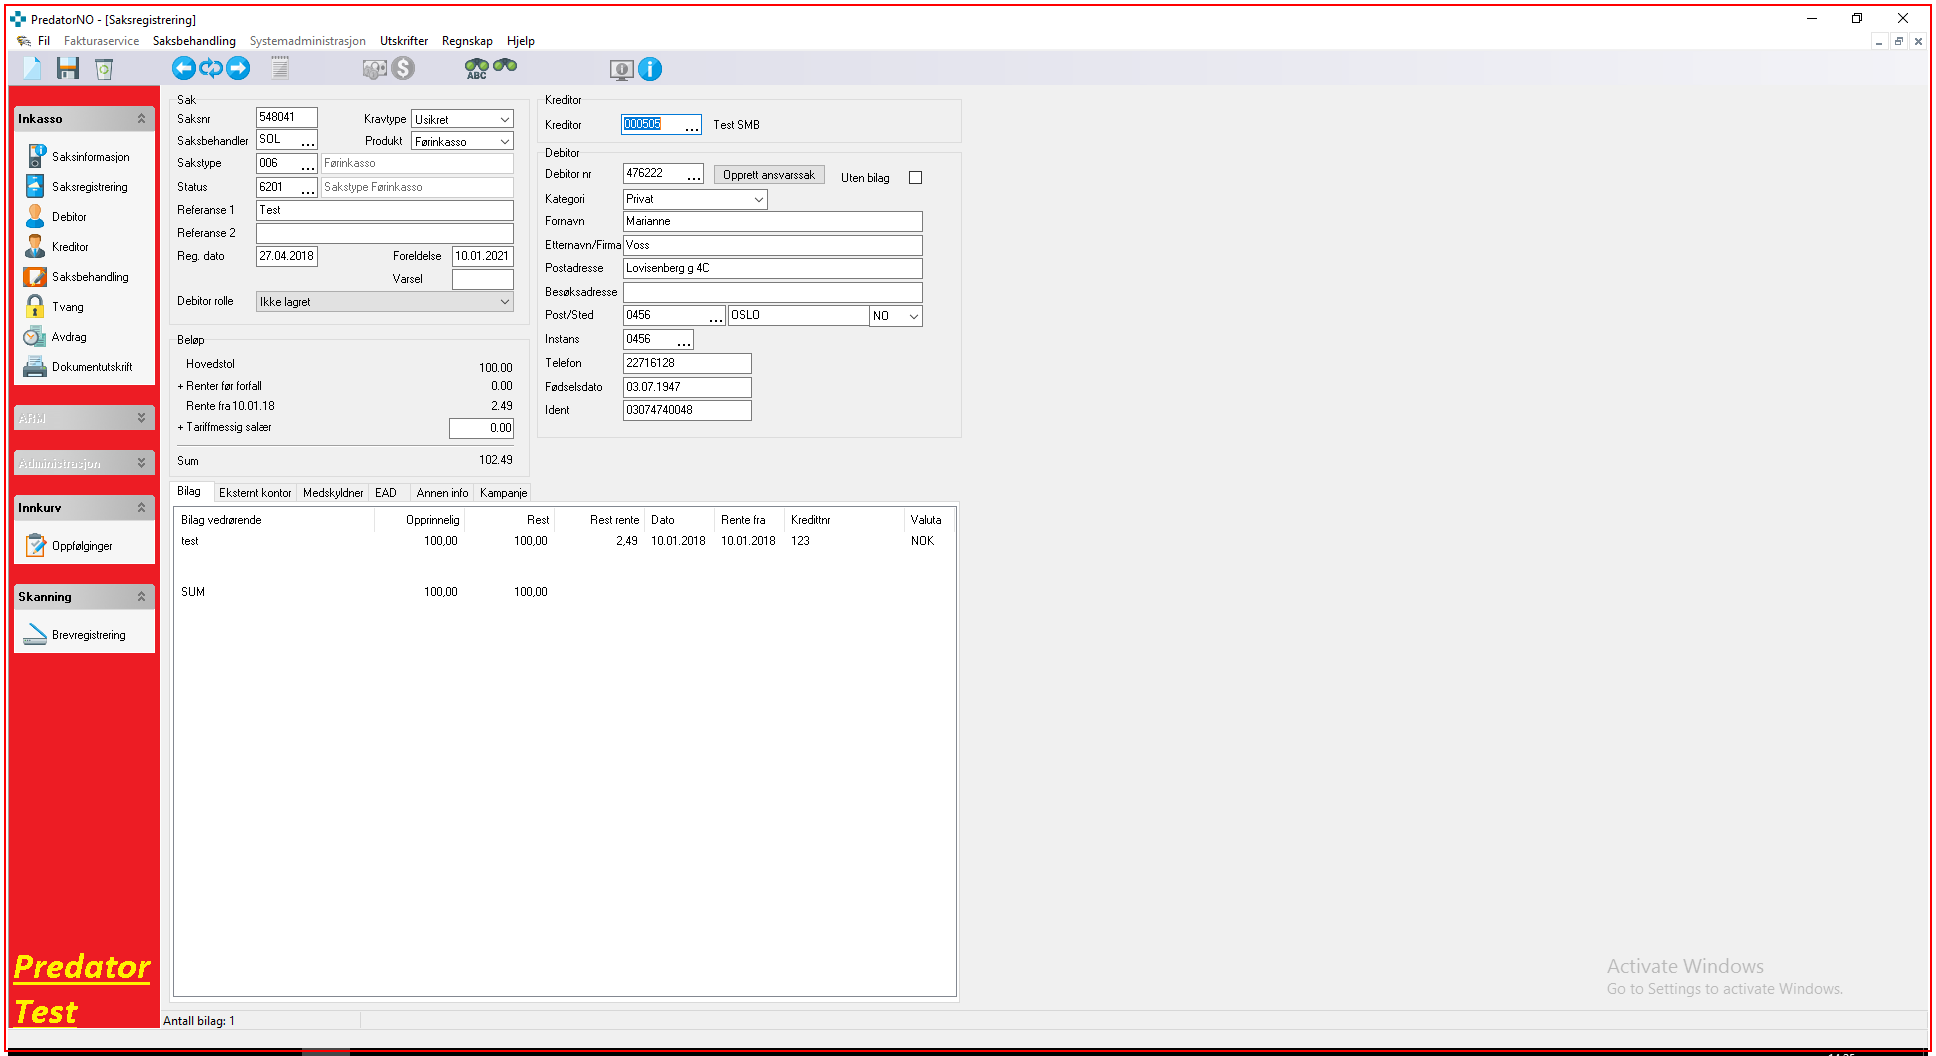 PredatorNO - [Saksregistrering]
Fil Fakturaservice Saksbehandling Systemadministrasjon Utskrifter Regnskap Hjelp
ABC
Inkasso
Saksinformasjon
Saksregistrering
Debitor
Kreditor
Saksbehandling
Tvang
Avdrag
Dokumentutskrift
ARM
Administrasjon
Innkurv
Oppfølginger
Skanning
Brevregistrering
Predator
Test
Sak
Saksnr 548041 Kravtype Usikret
Saksbehandler SOL ... Produkt Førinkasso
Sakstype 006 ... Førinkasso
Status 6201 ... Sakstype Førinkasso
Referanse 1 Test
Referanse 2
Reg. dato 27.04.2018 Foreldelse 10.01.2021
Varsel
Debitor rolle Ikke lagret
Beløp
Hovedstol 100.00
+ Renter før forfall 0.00
Rente fra 10.01.18 2.49
+ Tariffmessig salær 0.00
Sum 102.49
Kreditor
Kreditor 000505 ... Test SMB
Debitor
Debitor nr 476222 ... Opprett ansvarssak Uten bilag
Kategori Privat
Fornavn Marianne
Etternavn/Firma Voss
Postadresse Lovisenberg g 4C
Besøksadresse
Post/Sted 0456 ... OSLO NO
Instans 0456 ...
Telefon 22716128
Fødselsdato 03.07.1947
Ident 03074740048
Bilag Eksternt kontor Medskyldner EAD Annen info Kampanje
Bilag vedrørende Opprinnelig Rest Rest rente Dato Rente fra Kredittnr Valuta
test 100,00 100,00 2,49 10.01.2018 10.01.2018 123 NOK
SUM 100,00 100,00
Activate Windows
Go to Settings to activate Windows.
Antall bilag: 1